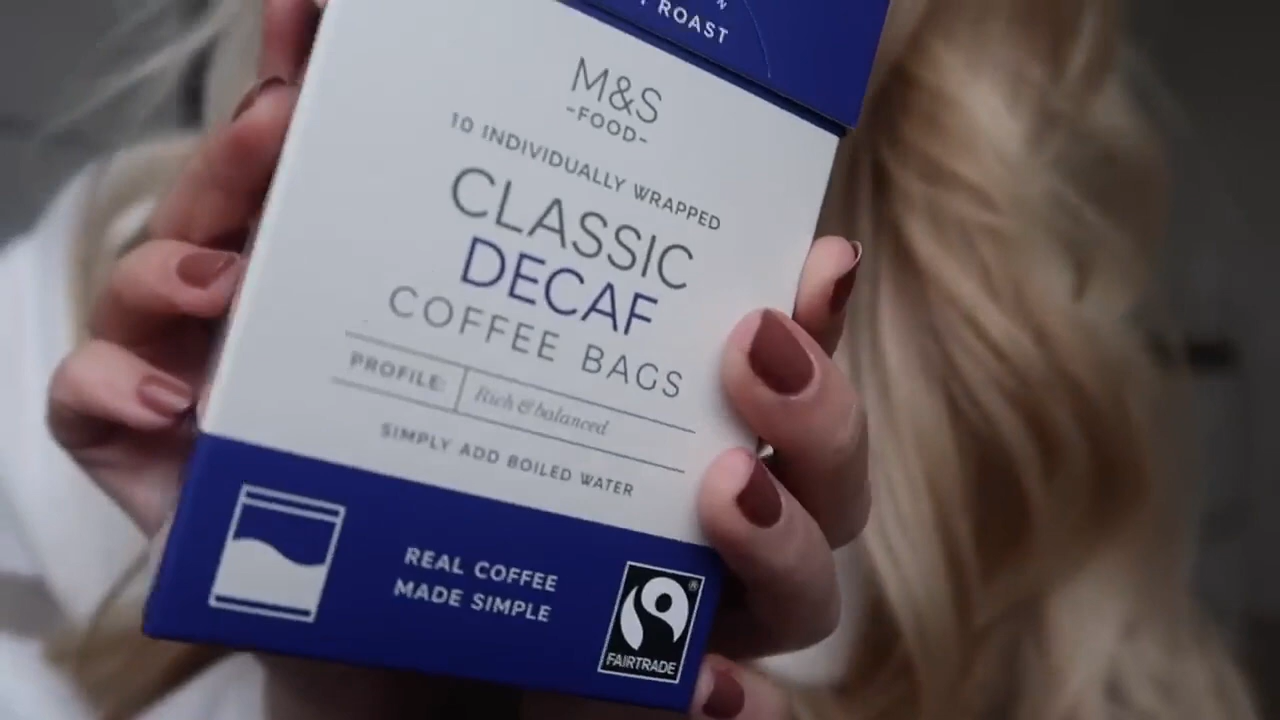 ROAST
M&S
-FOOD-
10 INDIVIDUALLY WRAPPED
CLASSIC
DECAF
COFFEE BAGS
PROFILE: Rich & balanced
SIMPLY ADD BOILED WATER
REAL COFFEE
MADE SIMPLE
FAIRTRADE
®